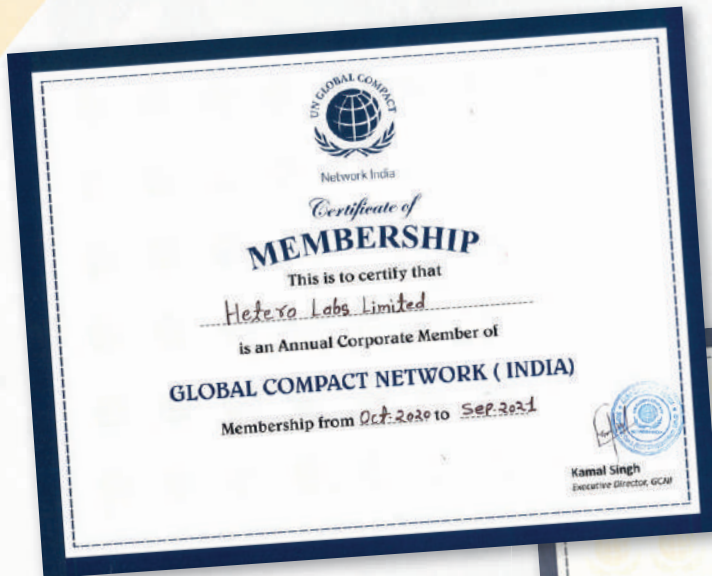 UN GLOBAL COMPACT
Network India
Certificate of
MEMBERSHIP
This is to certify that
Hetero Labs Limited
is an Annual Corporate Member of
GLOBAL COMPACT NETWORK ( INDIA)
Membership from Oct-2020 to Sep-2021
Kamal Singh
Executive Director, GCNI